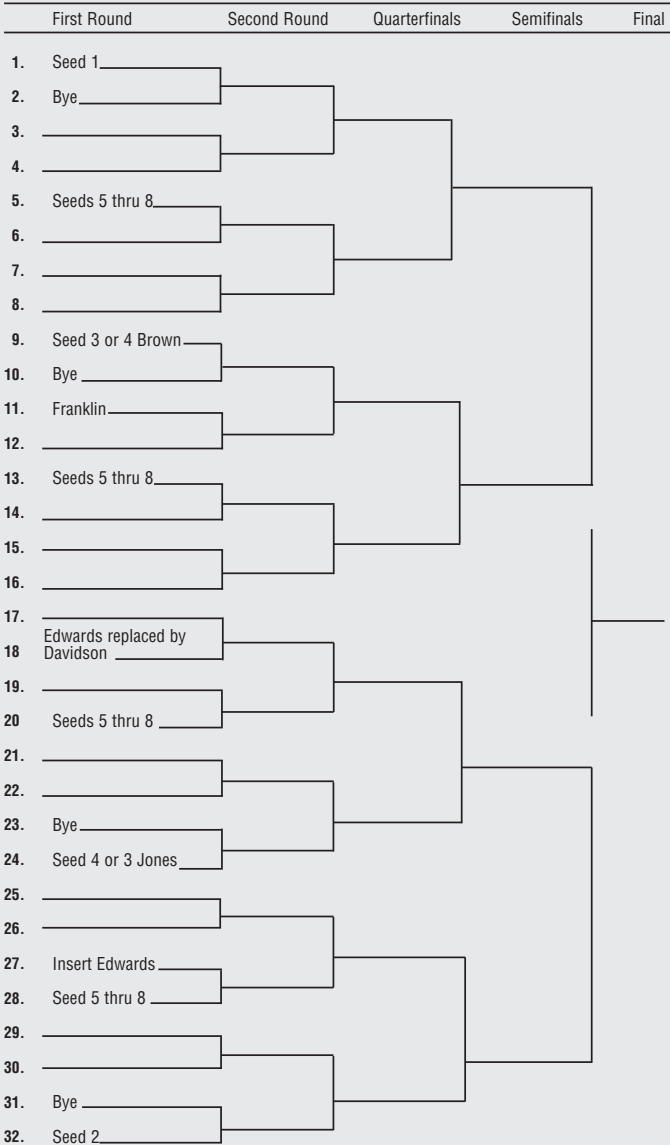 First Round Second Round Quarterfinals Semifinals Final
1. Seed 1
2. Bye
3.
4.
5. Seeds 5 thru 8
6.
7.
8.
9. Seed 3 or 4 Brown
10. Bye
11. Franklin
12.
13. Seeds 5 thru 8
14.
15.
16.
17.
Edwards replaced by
18 Davidson
19.
20 Seeds 5 thru 8
21.
22.
23. Bye
24. Seed 4 or 3 Jones
25.
26.
27. Insert Edwards
28. Seed 5 thru 8
29.
30.
31. Bye
32. Seed 2